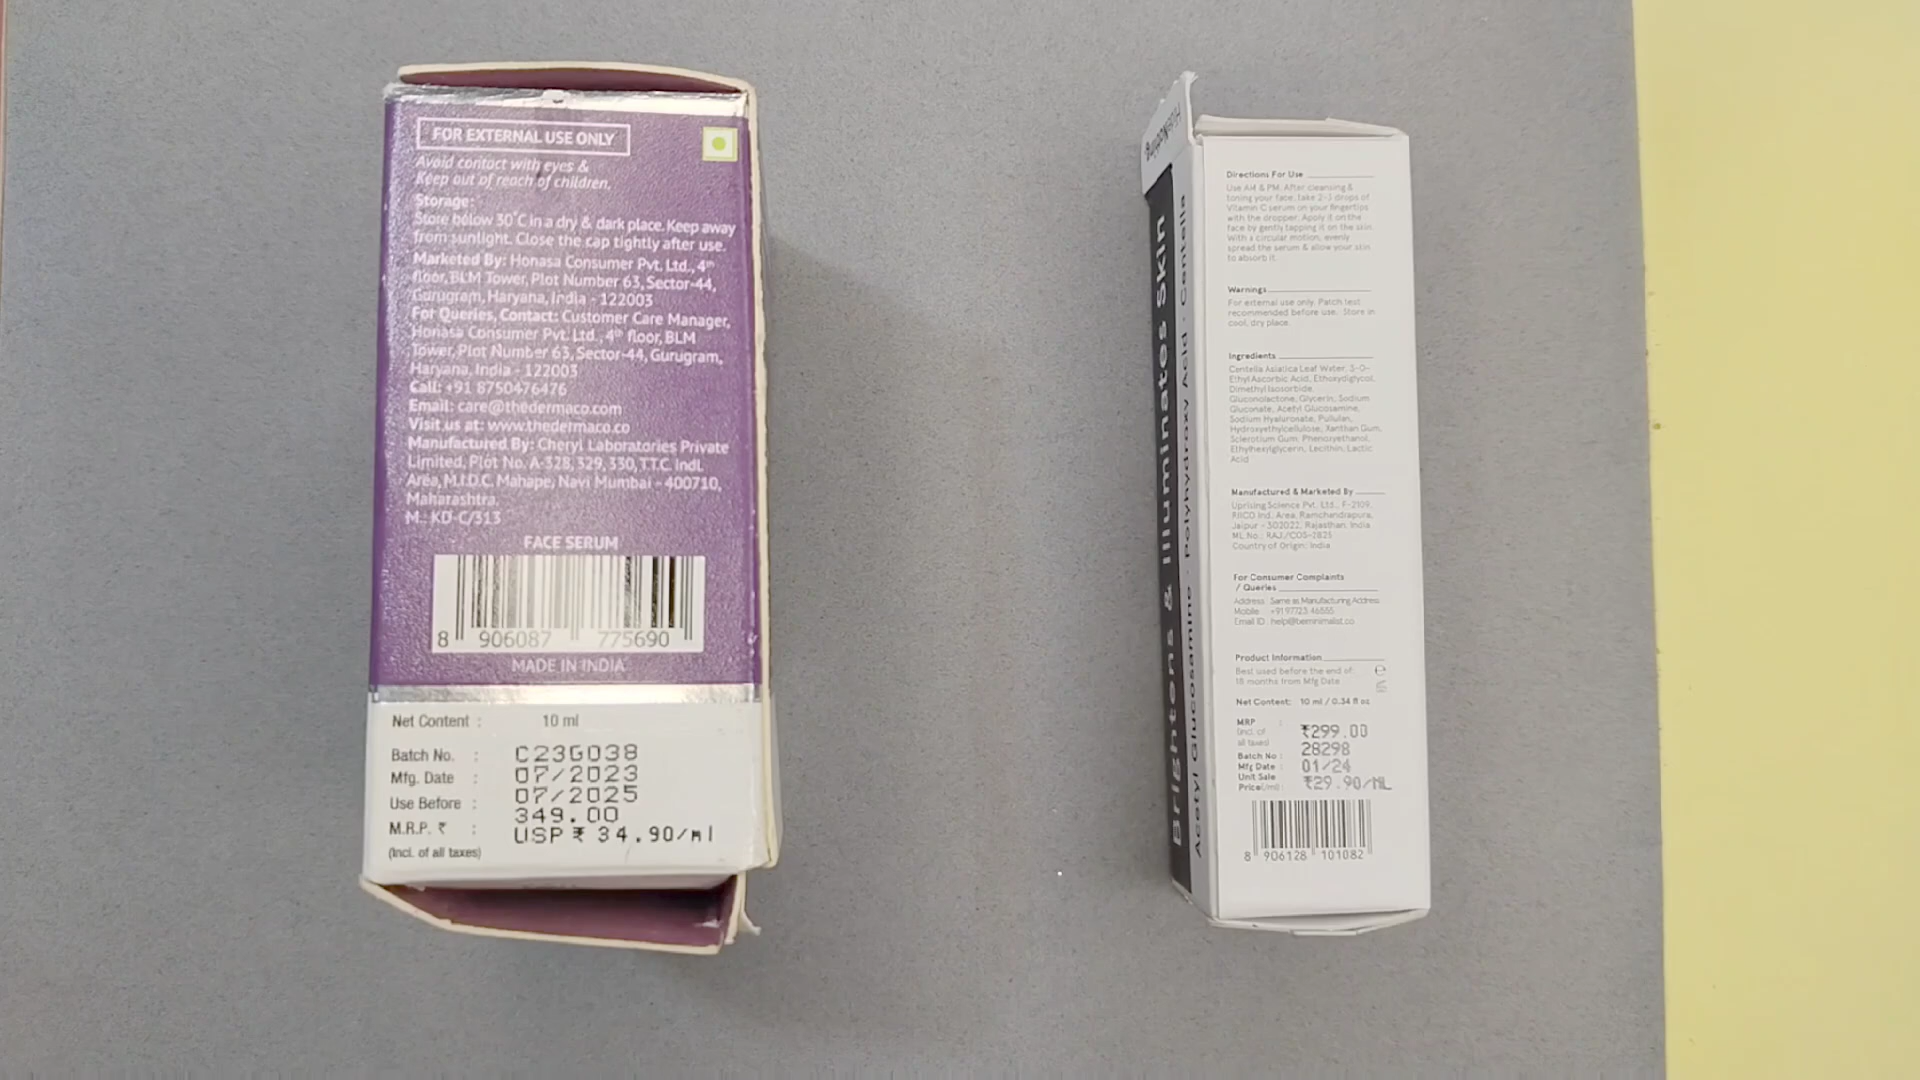 FOR EXTERNAL USE ONLY
Avoid contact with eyes &
Keep out of reach of children.
Storage:
Store below 30°C in a dry & dark place. Keep away
from sunlight. Close the cap tightly after use.
Marketed By: Honasa Consumer Pvt. Ltd., 4th
floor, BLM Tower, Plot Number 63, Sector-44,
Gurugram, Haryana, India - 122003
For Queries, Contact: Customer Care Manager,
Honasa Consumer Pvt. Ltd., 4th floor, BLM
Tower, Plot Number 63, Sector-44, Gurugram,
Haryana, India - 122003
Call: +91 8750476476
Email: care@thedermaco.com
Visit us at: www.thedermaco.co
Manufactured By: Cheryl Laboratories Private
Limited, Plot No. A-328, 329, 330, T.T.C. Indl.
Area, M.I.D.C. Mahape, Navi Mumbai - 400710,
Maharashtra.
M.: KD-C/313
FACE SERUM
8 906087 775690
MADE IN INDIA
Net Content : 10 ml
Batch No. : C23G038
Mfg. Date : 07/2023
Use Before : 07/2025
M.R.P. ₹ : 349.00
(Incl. of all taxes) USP ₹ 34.90/ml
Brightens & Illuminates Skin
Acetyl Glucosamine · Polyhydroxy Acid · Centella
Directions For Use
Use AM & PM. After cleansing &
toning your face, take 2-3 drops of
Vitamin C serum on your fingertips
with the dropper. Apply it on the
face by gently tapping it on the skin.
With a circular motion, evenly
spread the serum & allow your skin
to absorb it.
Warnings
For external use only. Patch test
recommended before use. Store in
cool, dry place.
Ingredients
Centella Asiatica Leaf Water, 3-O-
Ethyl Ascorbic Acid, Ethoxydiglycol,
Dimethyl Isosorbide,
Gluconolactone, Glycerin, Sodium
Gluconate, Acetyl Glucosamine,
Sodium Hyaluronate, Pullulan,
Hydroxyethylcellulose, Xanthan Gum,
Sclerotium Gum, Phenoxyethanol,
Ethylhexylglycerin, Lecithin, Lactic
Acid
Manufactured & Marketed By
Uprising Science Pvt. Ltd., F-2109,
RIICO Ind. Area, Ramchandrapura,
Jaipur - 302022, Rajasthan, India
ML No.: RAJ./COS-2825
Country of Origin: India
For Consumer Complaints
/ Queries
Address Same as Manufacturing Address
Mobile +91 97723 46555
Email ID help@beminimalist.co
Product Information
Best used before the end of:
18 months from Mfg Date
Net Content: 10 ml / 0.34 fl oz
MRP : ₹299.00
(incl. of
all taxes)
Batch No : 28298
Mfg Date : 01/24
Unit Sale
Price(/ml) : ₹29.90/ML
8 906128 101082